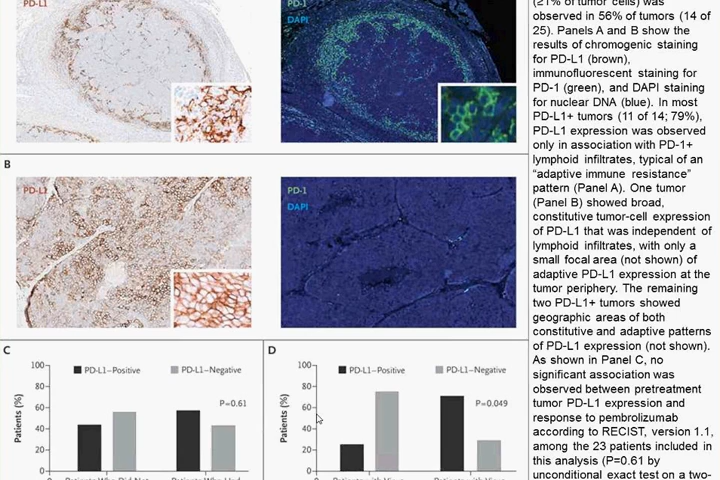 PD-L1
PD-1
DAPI
B
PD-L1
PD-1
DAPI
C
100
80
60
40
20
0
Patients (%)
PD-L1–Positive
PD-L1–Negative
P=0.61
D
100
80
60
40
20
0
Patients (%)
PD-L1–Positive
PD-L1–Negative
P=0.049
(≥1% of tumor cells) was
observed in 56% of tumors (14 of
25). Panels A and B show the
results of chromogenic staining
for PD-L1 (brown),
immunofluorescent staining for
PD-1 (green), and DAPI staining
for nuclear DNA (blue). In most
PD-L1+ tumors (11 of 14; 79%),
PD-L1 expression was observed
only in association with PD-1+
lymphoid infiltrates, typical of an
“adaptive immune resistance”
pattern (Panel A). One tumor
(Panel B) showed broad,
constitutive tumor-cell expression
of PD-L1 that was independent of
lymphoid infiltrates, with only a
small focal area (not shown) of
adaptive PD-L1 expression at the
tumor periphery. The remaining
two PD-L1+ tumors showed
geographic areas of both
constitutive and adaptive patterns
of PD-L1 expression (not shown).
As shown in Panel C, no
significant association was
observed between pretreatment
tumor PD-L1 expression and
response to pembrolizumab
according to RECIST, version 1.1,
among the 23 patients included in
this analysis (P=0.61 by
unconditional exact test on a two-